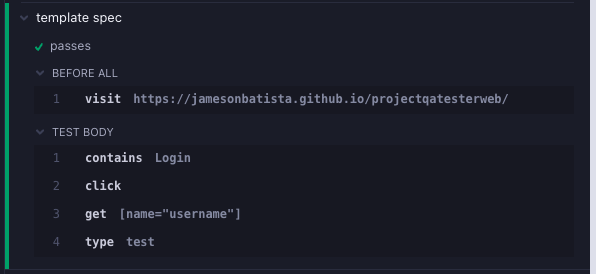 template spec
passes
BEFORE ALL
1 visit https://jamesonbatista.github.io/projectqatesterweb/
TEST BODY
1 contains Login
2 click
3 get [name="username"]
4 type test